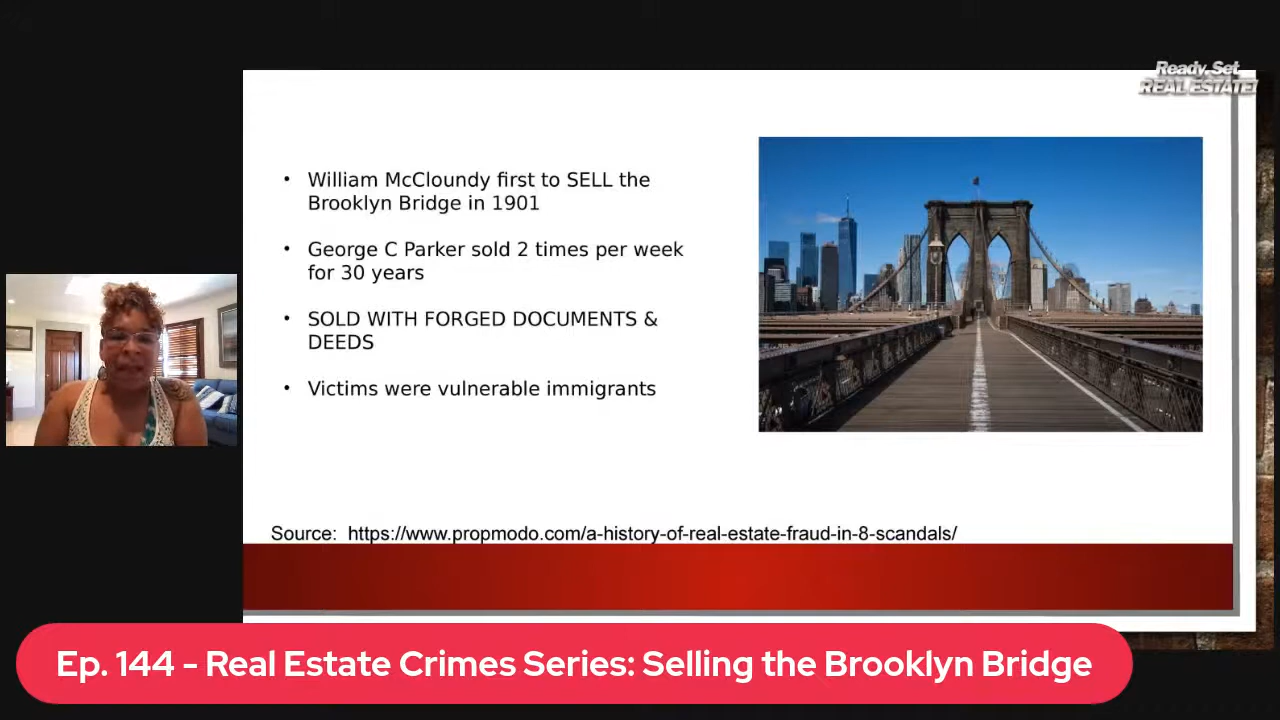 Ready, Set
REAL ESTATE!
• William McCloundy first to SELL the
Brooklyn Bridge in 1901
• George C Parker sold 2 times per week
for 30 years
• SOLD WITH FORGED DOCUMENTS &
DEEDS
• Victims were vulnerable immigrants
Source: https://www.propmodo.com/a-history-of-real-estate-fraud-in-8-scandals/
Ep. 144 - Real Estate Crimes Series: Selling the Brooklyn Bridge